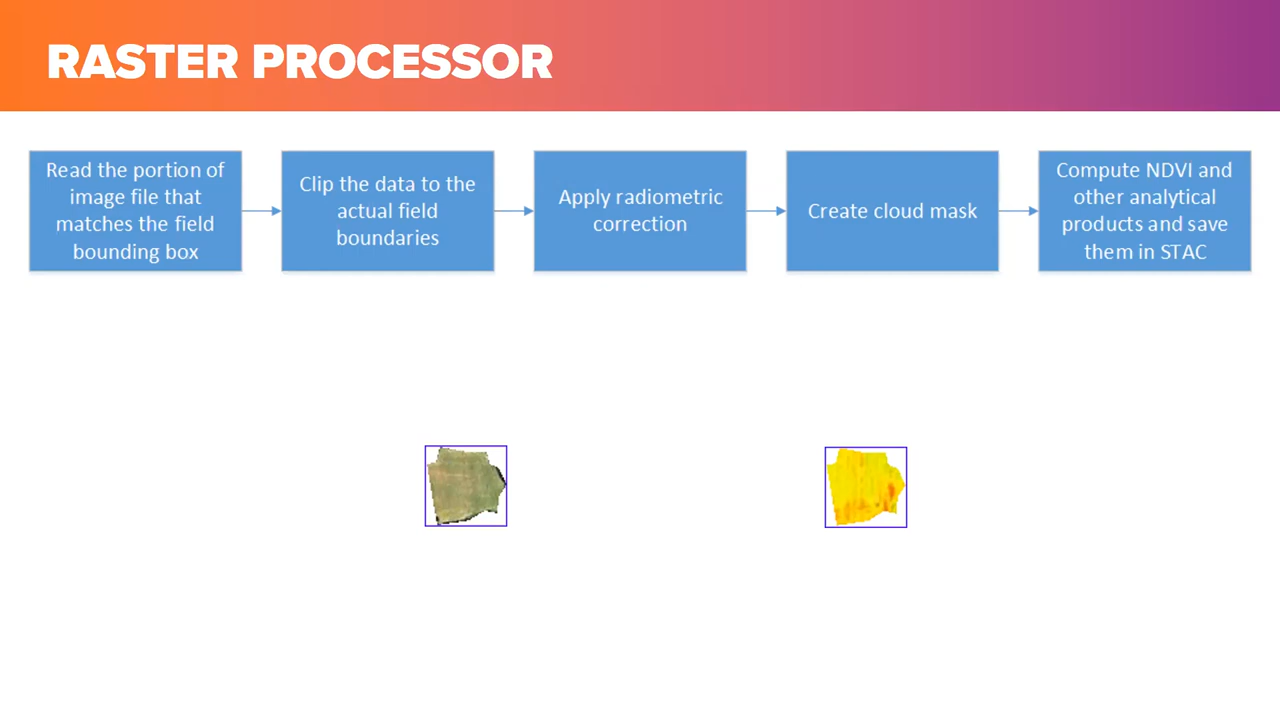 RASTER PROCESSOR
Read the portion of
image file that
matches the field
bounding box
Clip the data to the
actual field
boundaries
Apply radiometric
correction
Create cloud mask
Compute NDVI and
other analytical
products and save
them in STAC